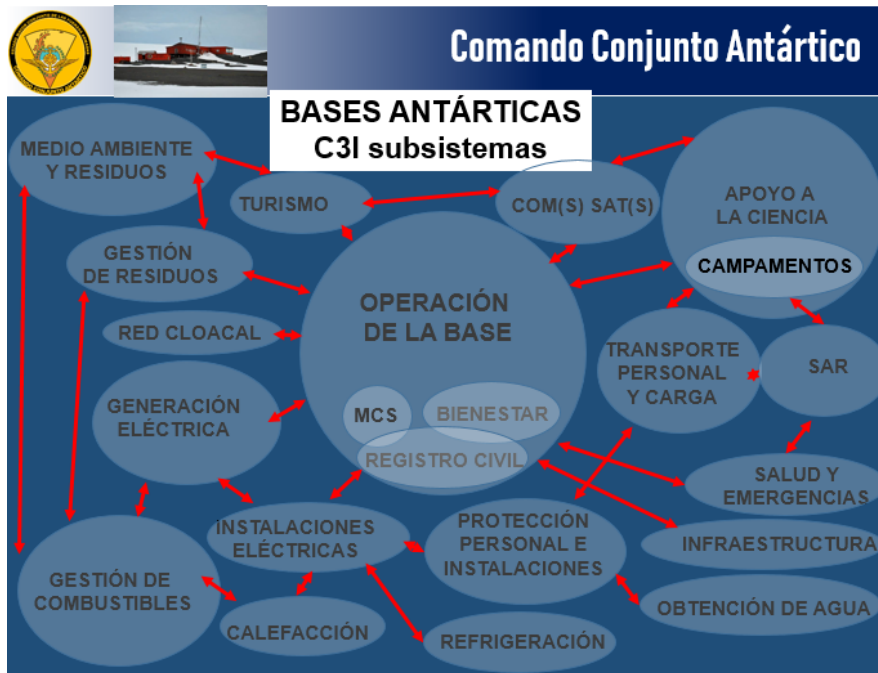 Comando Conjunto Antártico
BASES ANTÁRTICAS
C3I subsistemas
MEDIO AMBIENTE
Y RESIDUOS
TURISMO
COM(S) SAT(S)
APOYO A
LA CIENCIA
CAMPAMENTOS
GESTIÓN
DE RESIDUOS
OPERACIÓN
DE LA BASE
RED CLOACAL
TRANSPORTE
PERSONAL
Y CARGA
SAR
GENERACIÓN
ELÉCTRICA
MCS
BIENESTAR
REGISTRO CIVIL
SALUD Y
EMERGENCIAS
iNSTALACIONES
ELÉCTRICAS
PROTECCIÓN
PERSONAL E
INSTALACIONES
INFRAESTRUCTURA
GESTIÓN DE
COMBUSTIBLES
OBTENCIÓN DE AGUA
CALEFACCIÓN
REFRIGERACIÓN